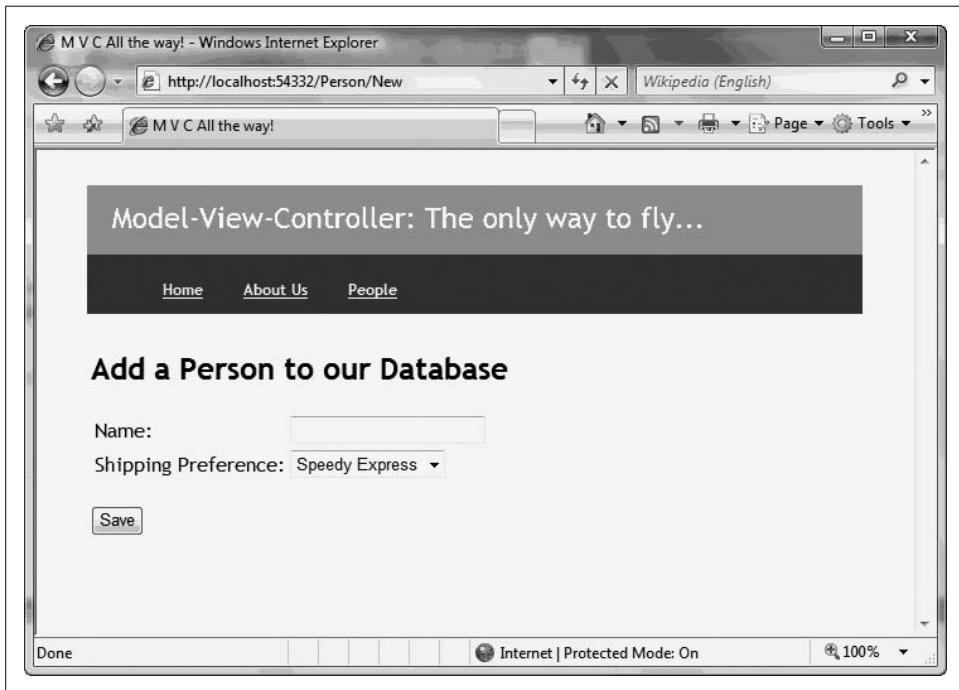 M V C All the way! - Windows Internet Explorer
http://localhost:54332/Person/New
Wikipedia (English)
M V C All the way!
Page
Tools
Model-View-Controller: The only way to fly...
Home About Us People
Add a Person to our Database
Name:
Shipping Preference: Speedy Express
Save
Done
Internet | Protected Mode: On
100%